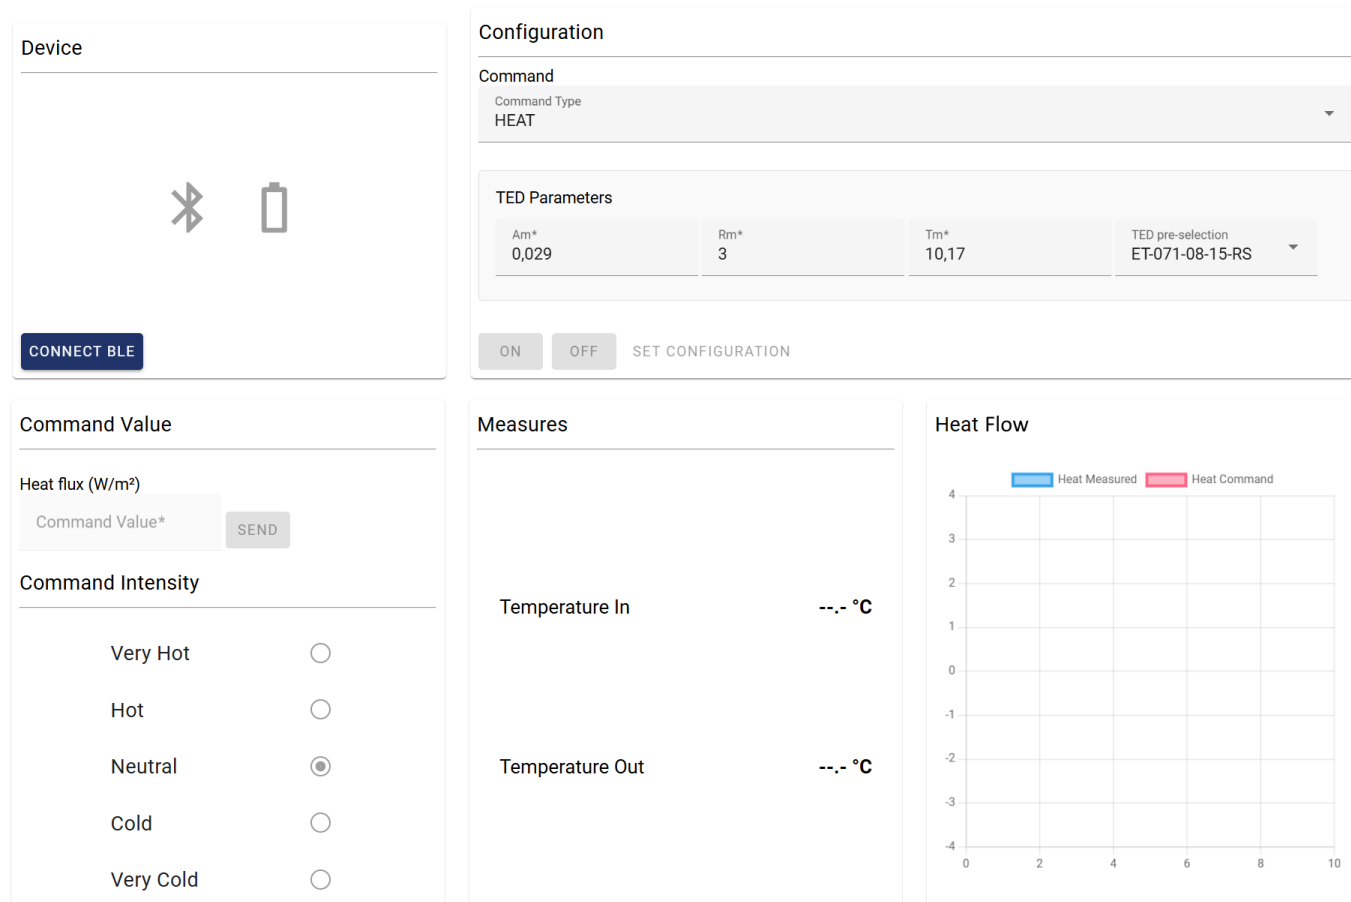 Device
CONNECT BLE
Configuration
Command
Command Type
HEAT
TED Parameters
Am*
0,029
Rm*
3
Tm*
10,17
TED pre-selection
ET-071-08-15-RS
ON
OFF
SET CONFIGURATION
Command Value
Heat flux (W/m²)
Command Value*
SEND
Command Intensity
Very Hot
Hot
Neutral
Cold
Very Cold
Measures
Temperature In
--.- °C
Temperature Out
--.- °C
Heat Flow
Heat Measured
Heat Command
4
3
2
1
0
-1
-2
-3
-4
0 2 4 6 8 10